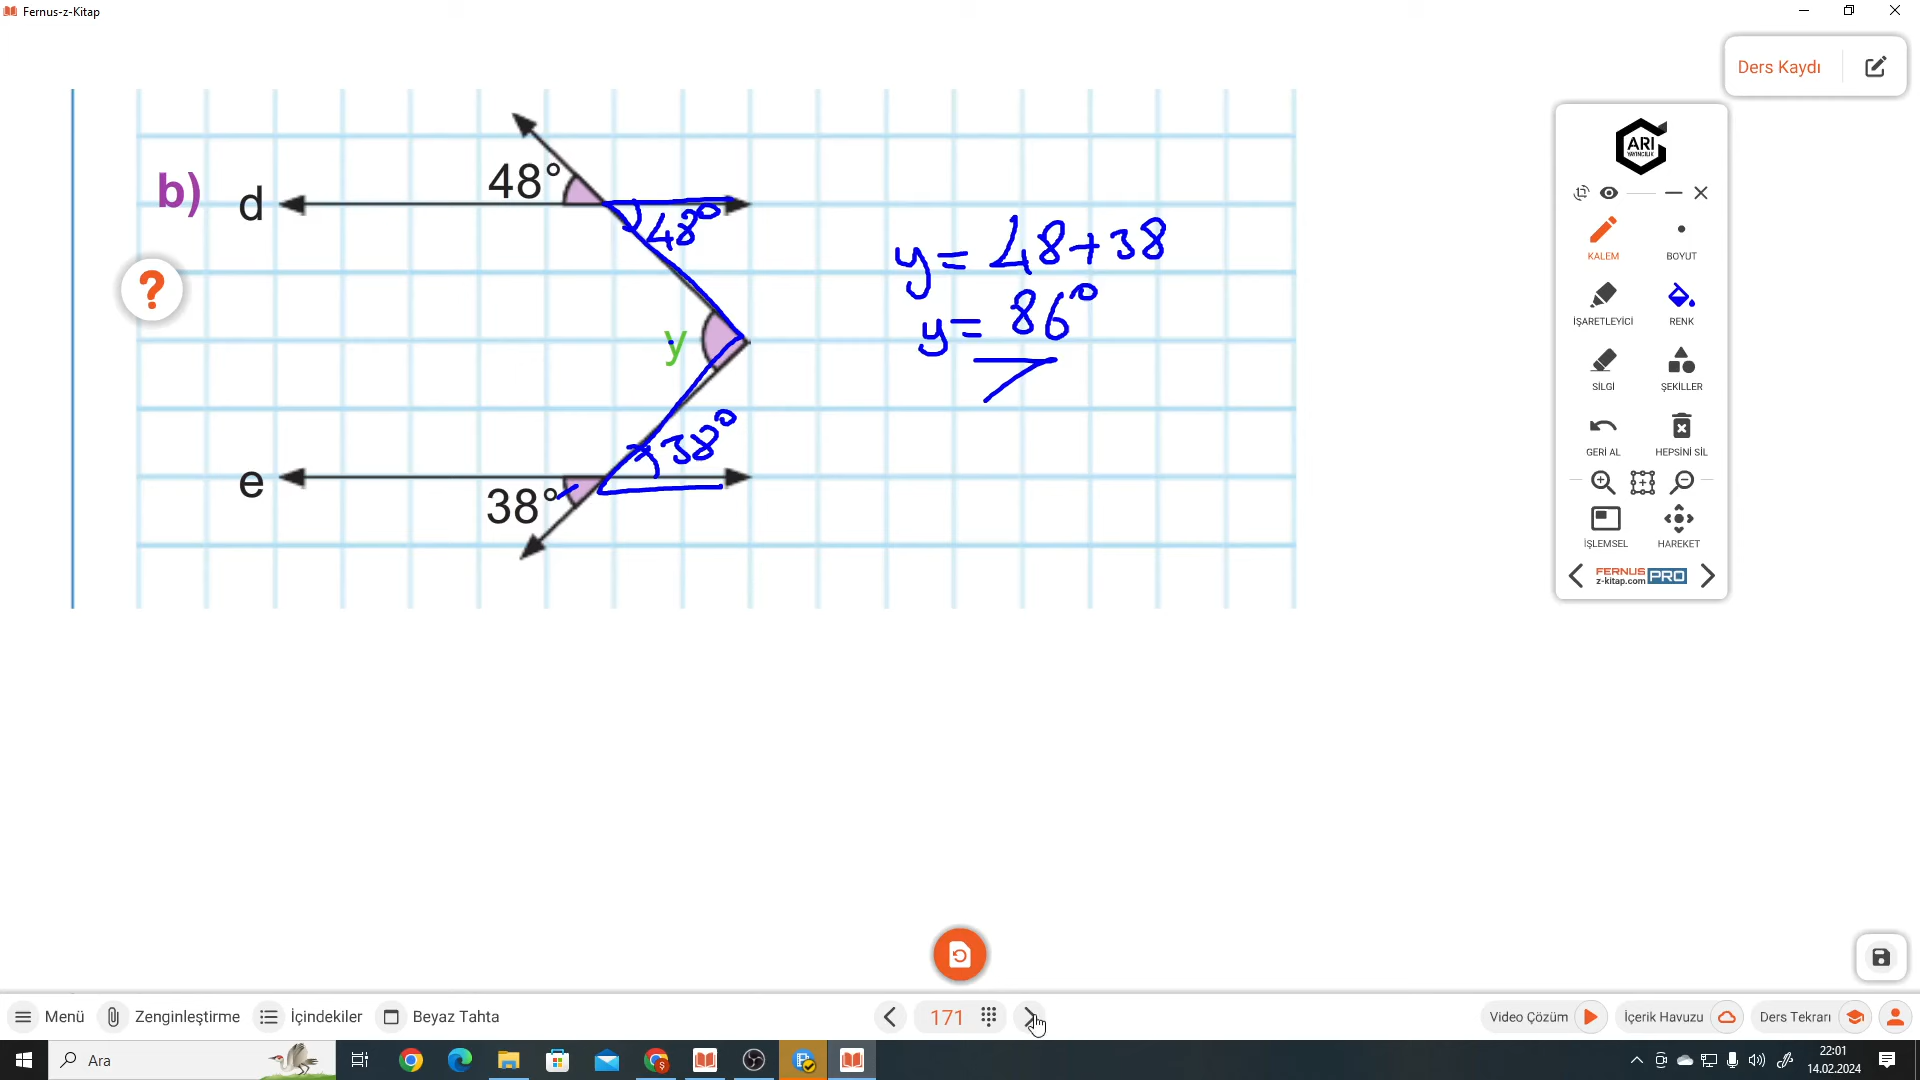 Fernus-z-Kitap
Ders Kaydı
b)
d
48°
48°
y
38°
e
38°
y = 48+38
y = 86°
?
ARI
YAYINCILIK
KALEM
BOYUT
İŞARETLEYİCİ
RENK
SİLGİ
ŞEKİLLER
GERİ AL
HEPSİNİ SİL
İŞLEMSEL
HAREKET
FERNUS PRO
z-kitap.com
Menü
Zenginleştirme
İçindekiler
Beyaz Tahta
171
Video Çözüm
İçerik Havuzu
Ders Tekrarı
Ara
22:01
14.02.2024